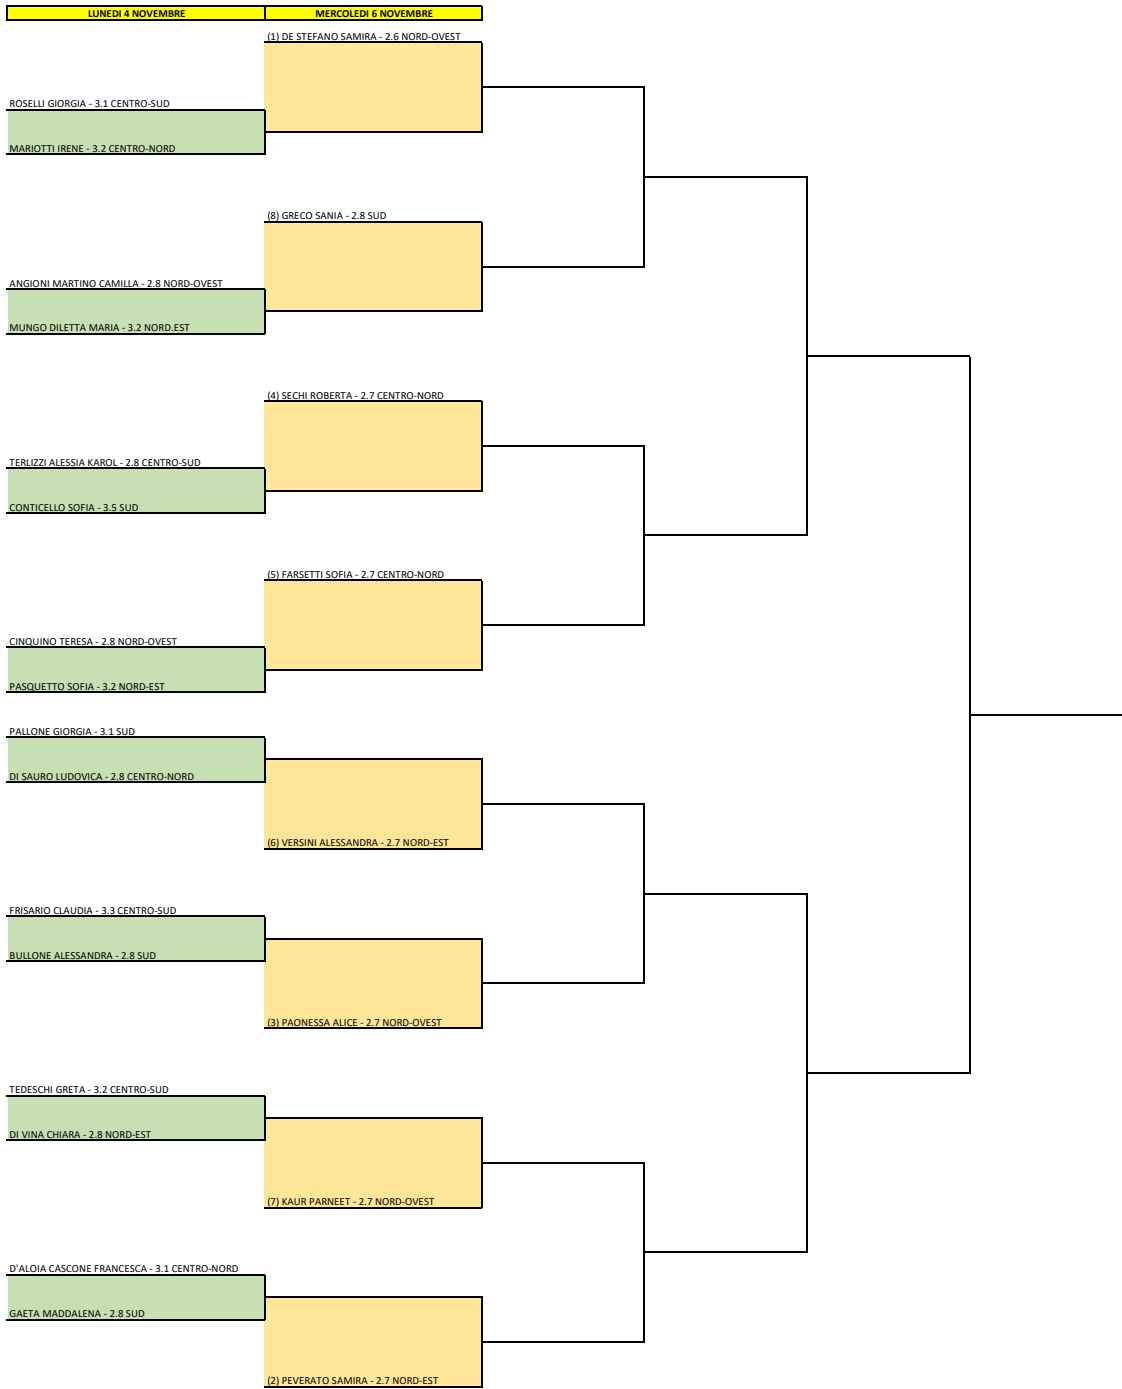 LUNEDI 4 NOVEMBRE
MERCOLEDI 6 NOVEMBRE
(1) DE STEFANO SAMIRA - 2.6 NORD-OVEST
ROSELLI GIORGIA - 3.1 CENTRO-SUD
MARIOTTI IRENE - 3.2 CENTRO-NORD
(8) GRECO SANIA - 2.8 SUD
ANGIONI MARTINO CAMILLA - 2.8 NORD-OVEST
MUNGO DILETTA MARIA - 3.2 NORD.EST
(4) SECHI ROBERTA - 2.7 CENTRO-NORD
TERLIZZI ALESSIA KAROL - 2.8 CENTRO-SUD
CONTICELLO SOFIA - 3.5 SUD
(5) FARSETTI SOFIA - 2.7 CENTRO-NORD
CINQUINO TERESA - 2.8 NORD-OVEST
PASQUETTO SOFIA - 3.2 NORD-EST
PALLONE GIORGIA - 3.1 SUD
DI SAURO LUDOVICA - 2.8 CENTRO-NORD
(6) VERSINI ALESSANDRA - 2.7 NORD-EST
FRISARIO CLAUDIA - 3.3 CENTRO-SUD
BULLONE ALESSANDRA - 2.8 SUD
(3) PAONESSA ALICE - 2.7 NORD-OVEST
TEDESCHI GRETA - 3.2 CENTRO-SUD
DI VINA CHIARA - 2.8 NORD-EST
(7) KAUR PARNEET - 2.7 NORD-OVEST
D'ALOIA CASCONE FRANCESCA - 3.1 CENTRO-NORD
GAETA MADDALENA - 2.8 SUD
(2) PEVERATO SAMIRA - 2.7 NORD-EST